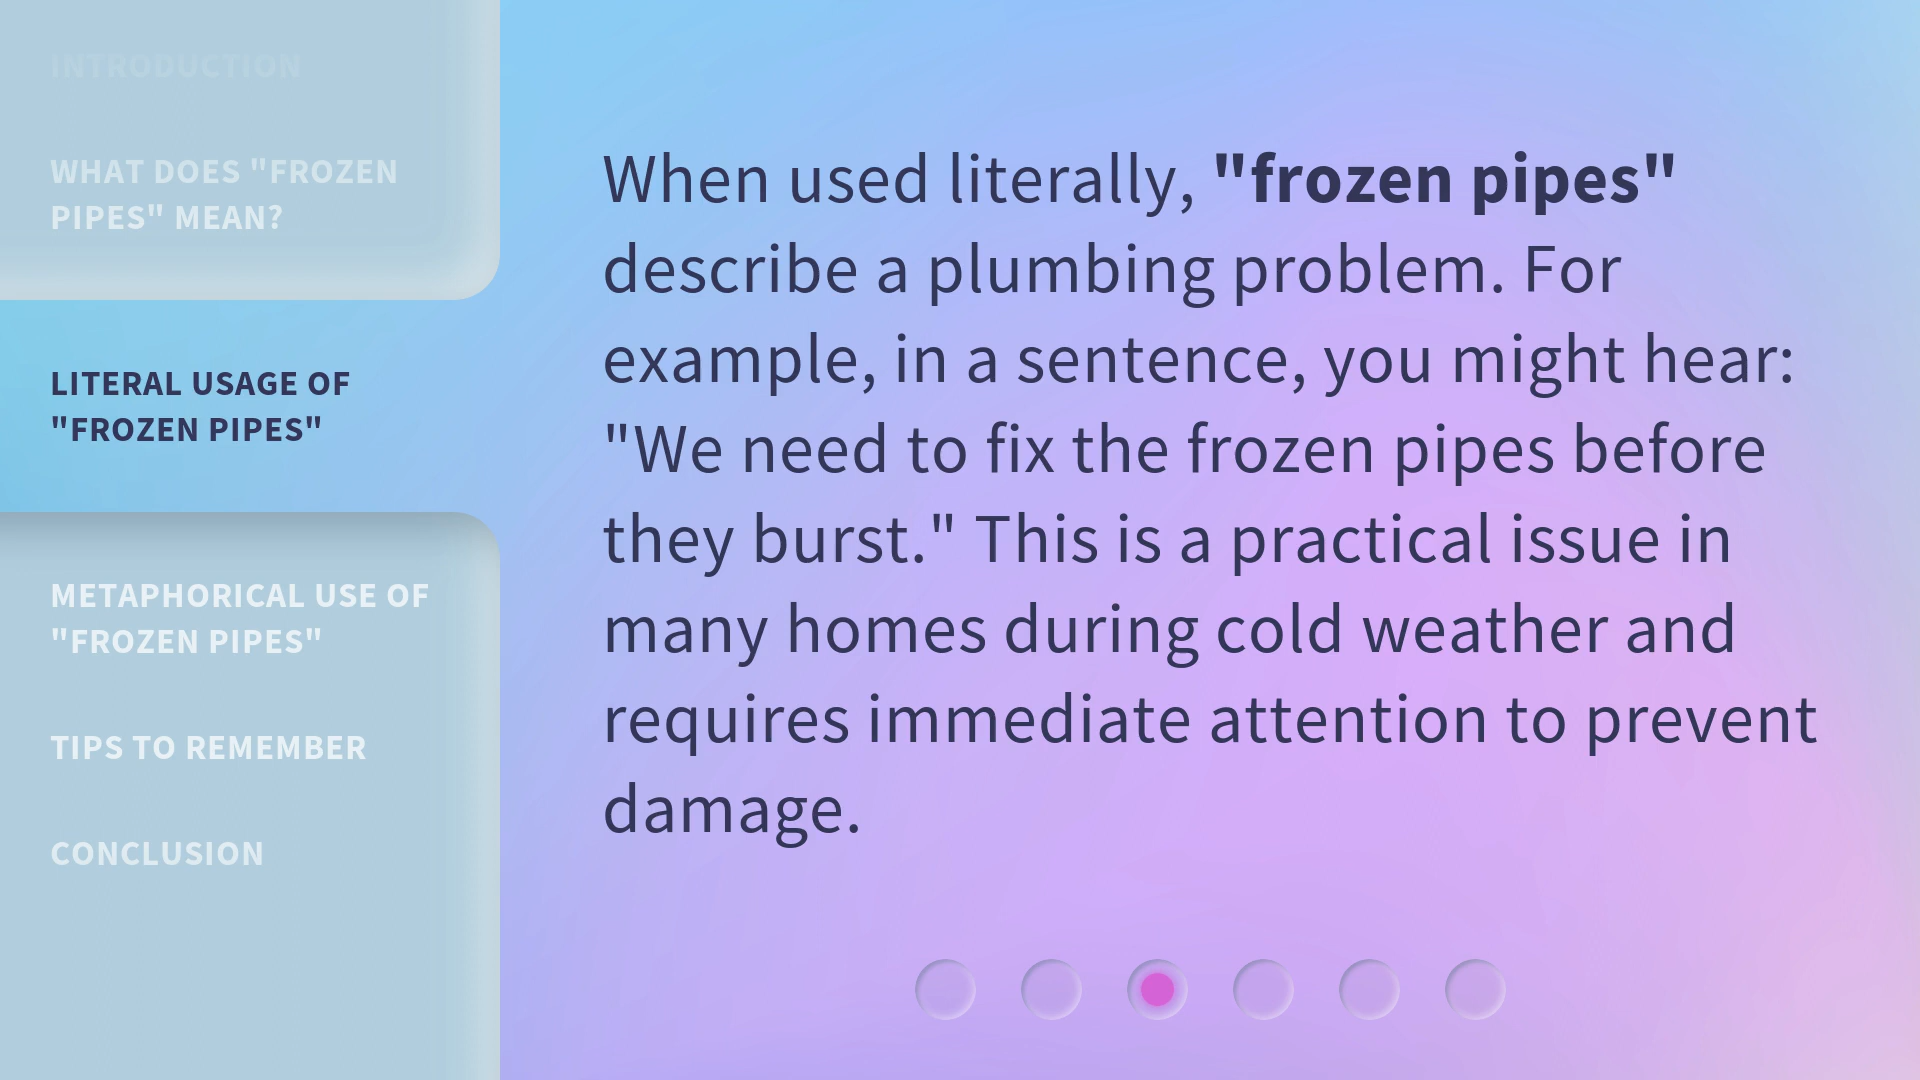 INTRODUCTION
WHAT DOES "FROZEN
PIPES" MEAN?
LITERAL USAGE OF
"FROZEN PIPES"
METAPHORICAL USE OF
"FROZEN PIPES"
TIPS TO REMEMBER
CONCLUSION
When used literally, "frozen pipes"
describe a plumbing problem. For
example, in a sentence, you might hear:
"We need to fix the frozen pipes before
they burst." This is a practical issue in
many homes during cold weather and
requires immediate attention to prevent
damage.